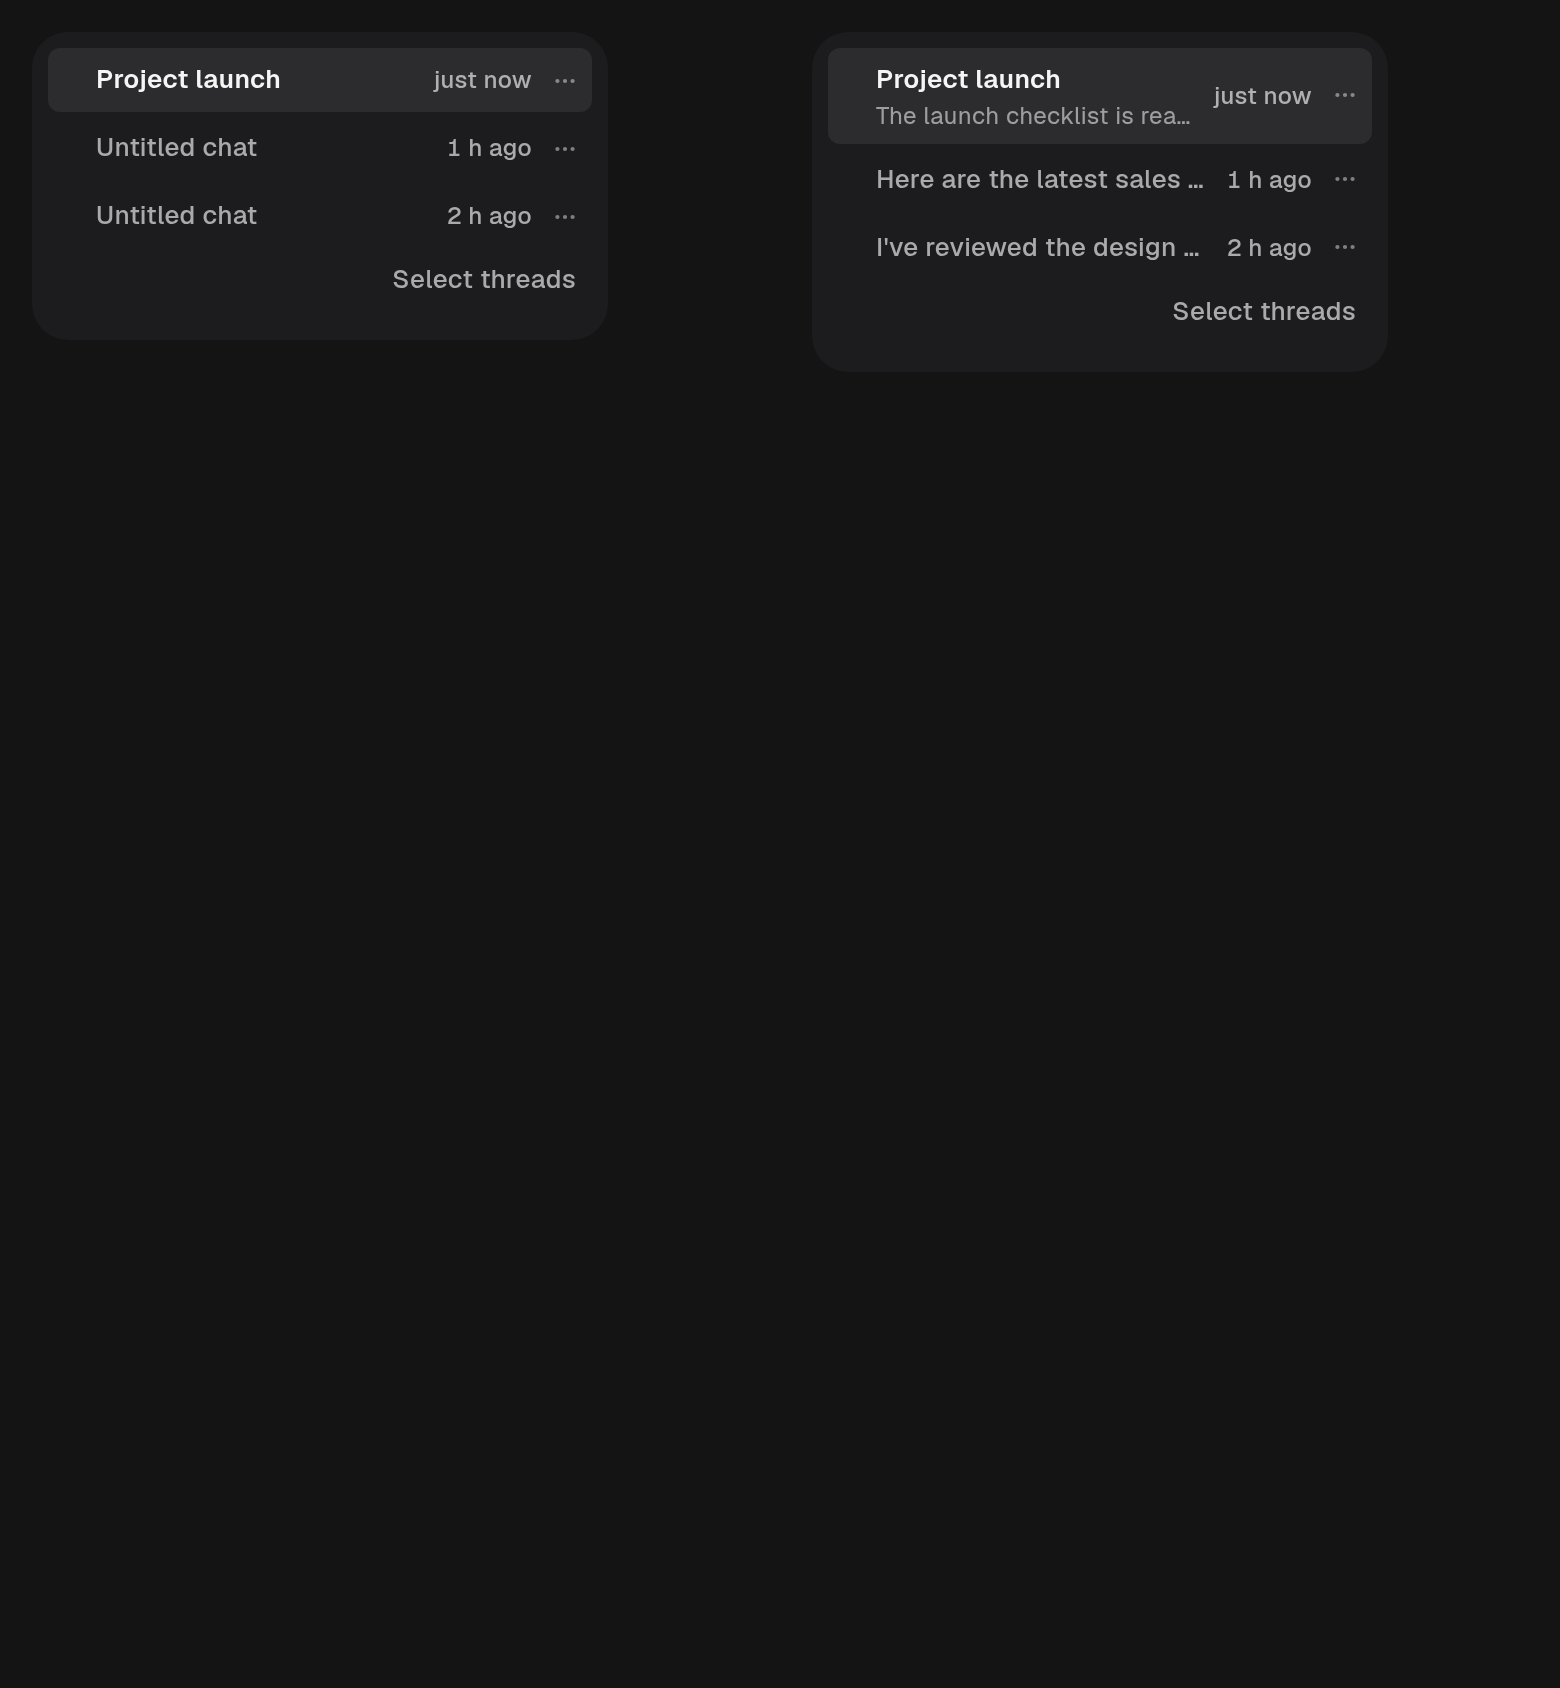 Project launch just now ...
Untitled chat 1 h ago ...
Untitled chat 2 h ago ...
Select threads
Project launch
The launch checklist is rea... just now ...
Here are the latest sales ... 1 h ago ...
I've reviewed the design ... 2 h ago ...
Select threads